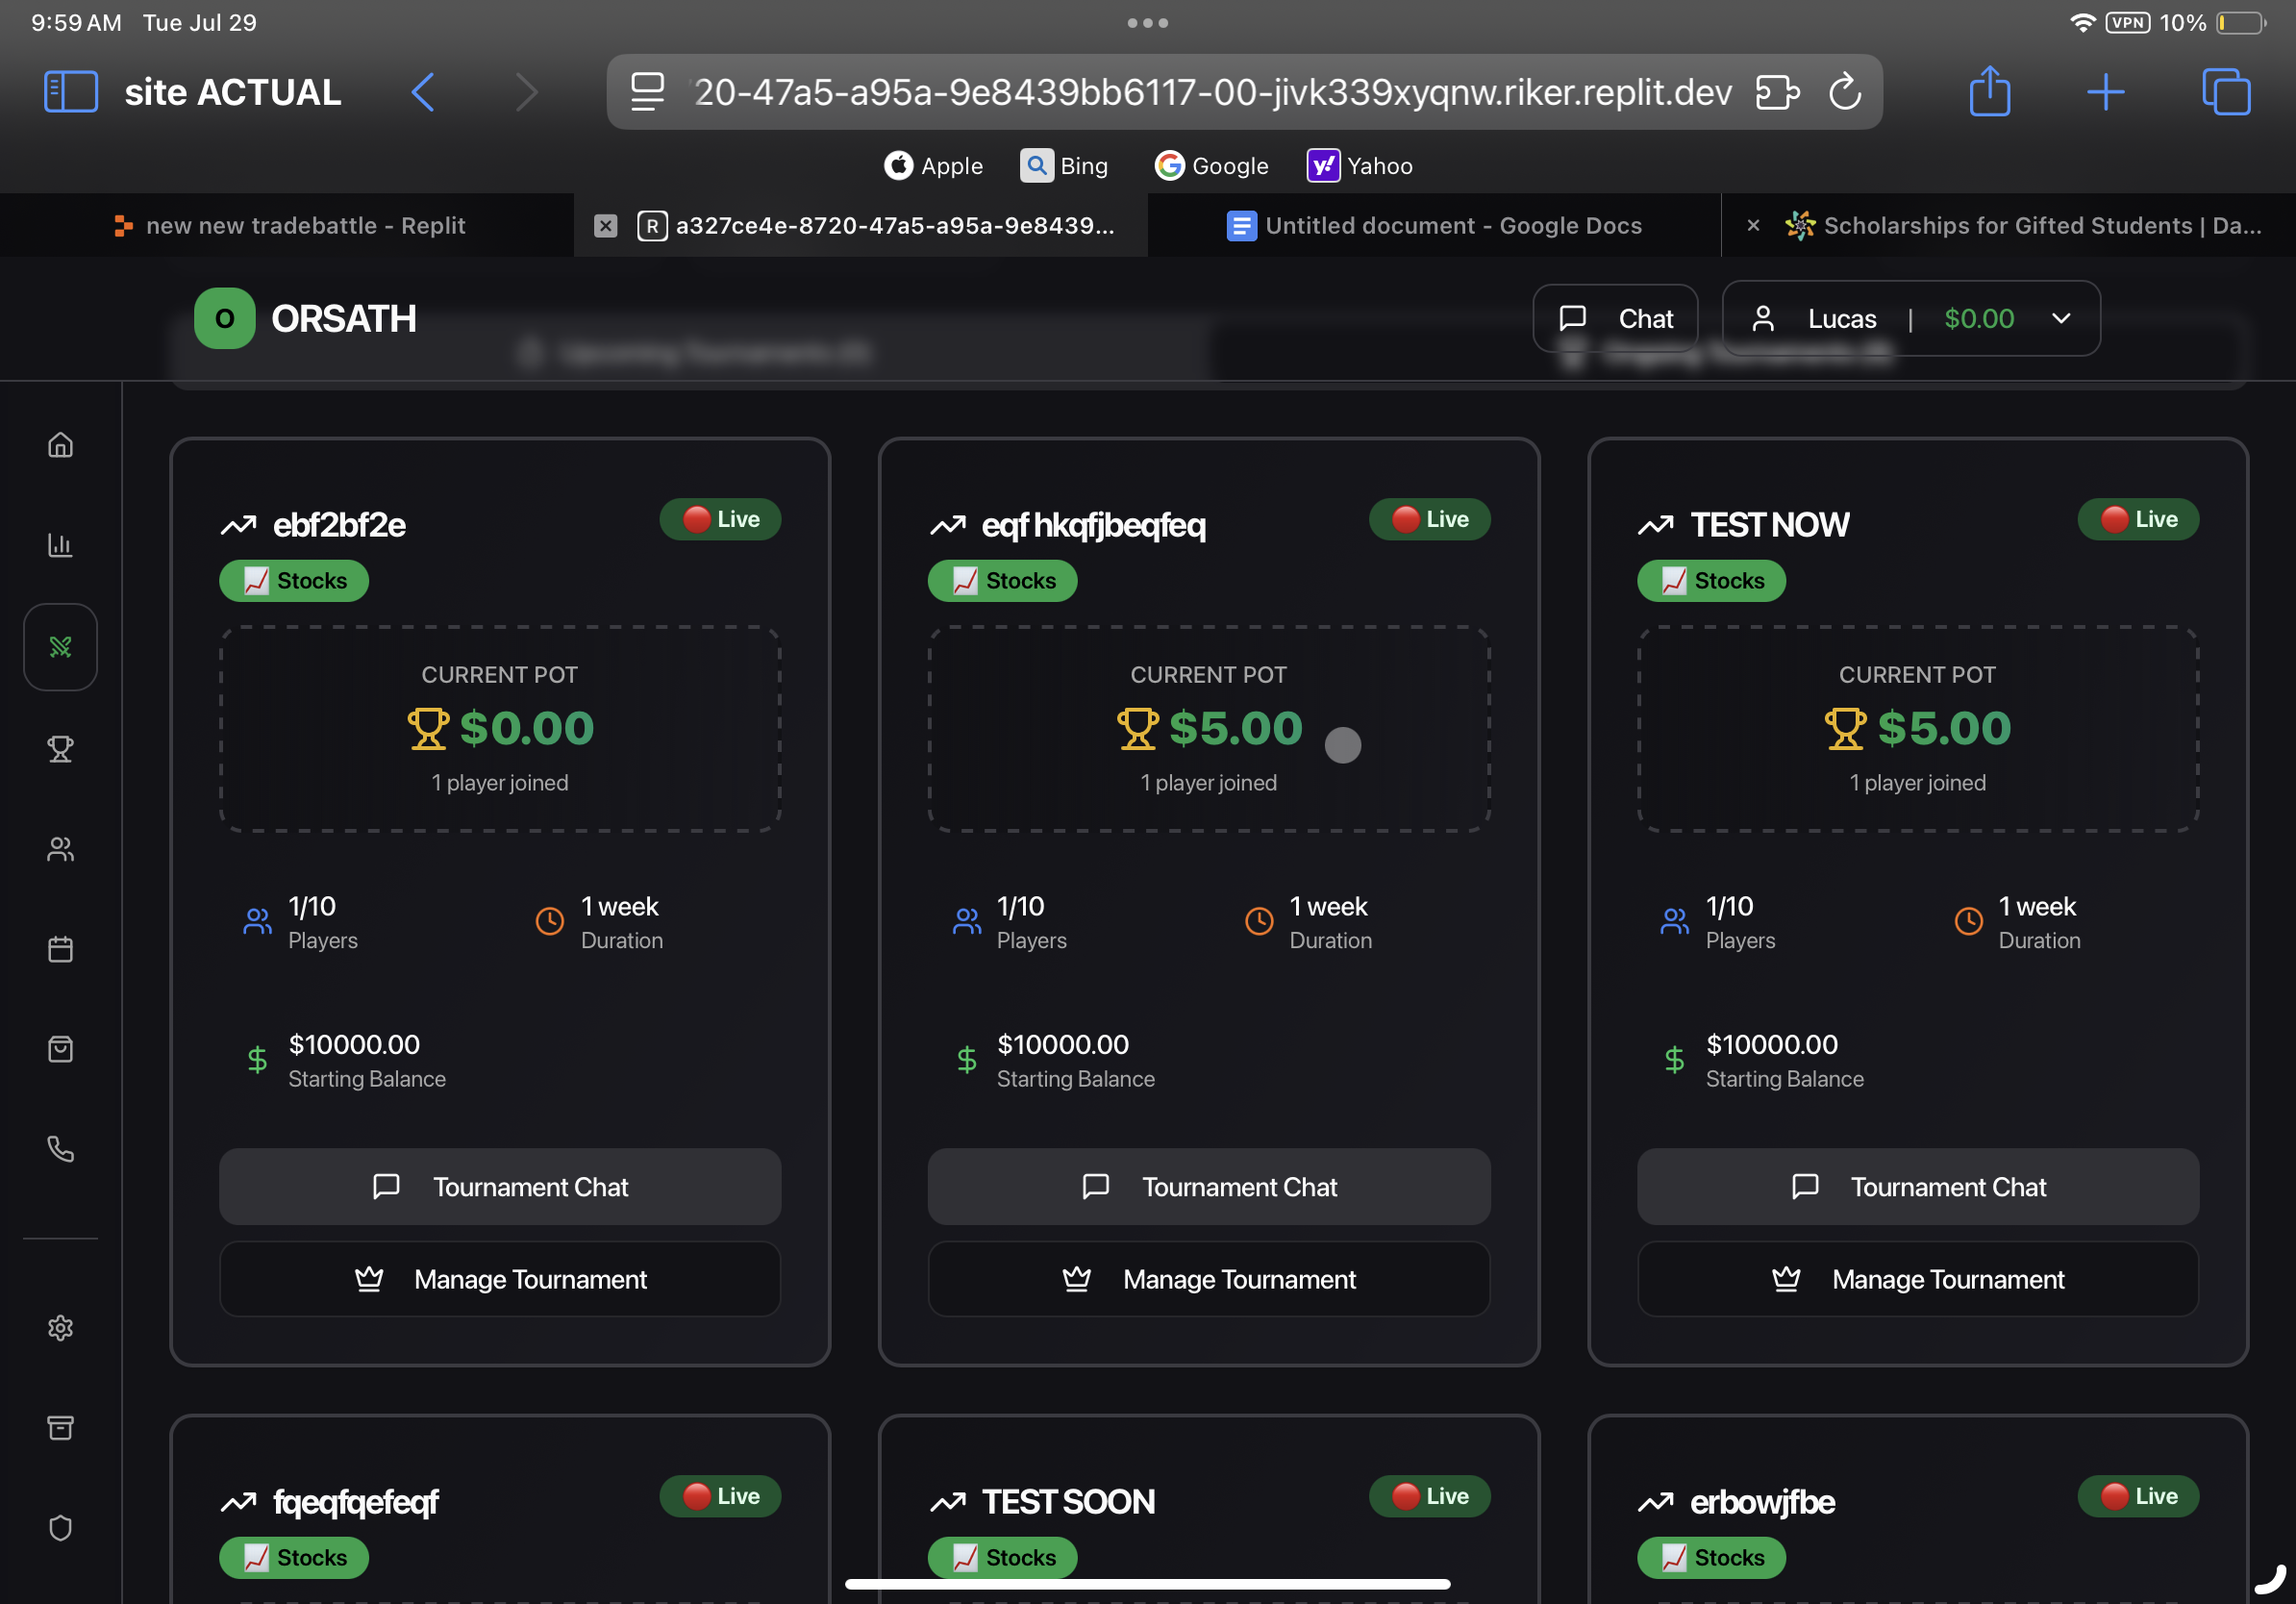 9:59 AM Tue Jul 29
VPN 10%
site ACTUAL
20-47a5-a95a-9e8439bb6117-00-jivk339xyqnw.riker.replit.dev
Apple Bing Google Yahoo
new new tradebattle - Replit
R a327ce4e-8720-47a5-a95a-9e8439...
Untitled document - Google Docs
Scholarships for Gifted Students | Da...
O ORSATH
Chat
Lucas | $0.00
Upcoming Tournaments
Ongoing Tournaments
ebf2bf2e
Live
Stocks
CURRENT POT
$0.00
1 player joined
1/10
Players
1 week
Duration
$10000.00
Starting Balance
Tournament Chat
Manage Tournament
eqf hkqfjbeqfeq
Live
Stocks
CURRENT POT
$5.00
1 player joined
1/10
Players
1 week
Duration
$10000.00
Starting Balance
Tournament Chat
Manage Tournament
TEST NOW
Live
Stocks
CURRENT POT
$5.00
1 player joined
1/10
Players
1 week
Duration
$10000.00
Starting Balance
Tournament Chat
Manage Tournament
fqeqfqefeqf
Live
Stocks
TEST SOON
Live
Stocks
erbowjfbe
Live
Stocks